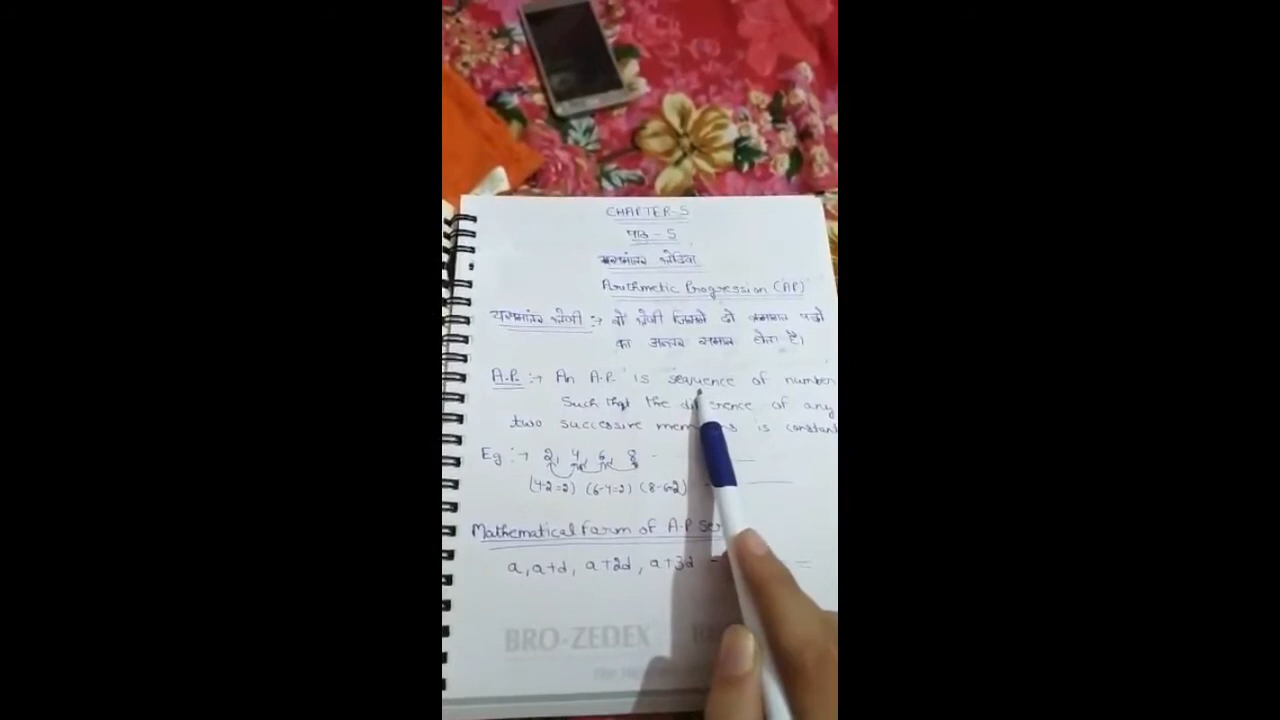 CHAPTER-5
पाठ - 5
समांतर श्रेढियां
Arithmetic Progression (AP)
समांतर श्रेणी :→ वो श्रेणी जिसके दो क्रमागत पदों
का अन्तर समान होता है।
A.P. :→ An A.P. is sequence of number
Such that the difference of any
two successive members is constant
Eg :→ 2, 4, 6, 8 -
(4-2=2) (6-4=2) (8-6=2)
Mathematical Form of A.P
a, a+d, a+2d, a+3d -
BRO-ZEDEX